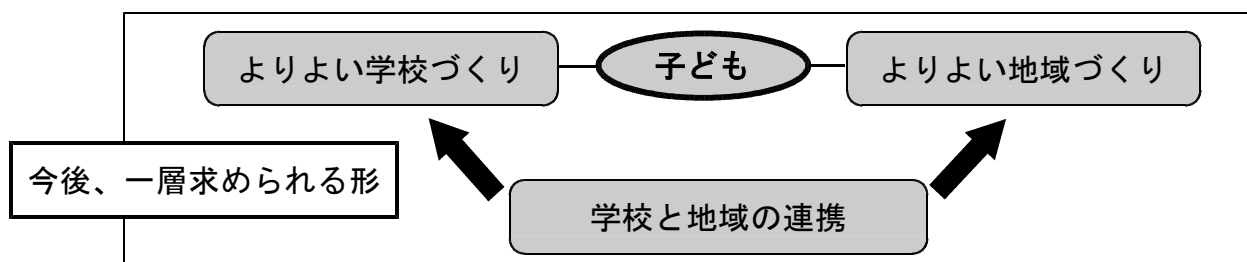 よりよい学校づくり
子ども
よりよい地域づくり
今後、一層求められる形
学校と地域の連携